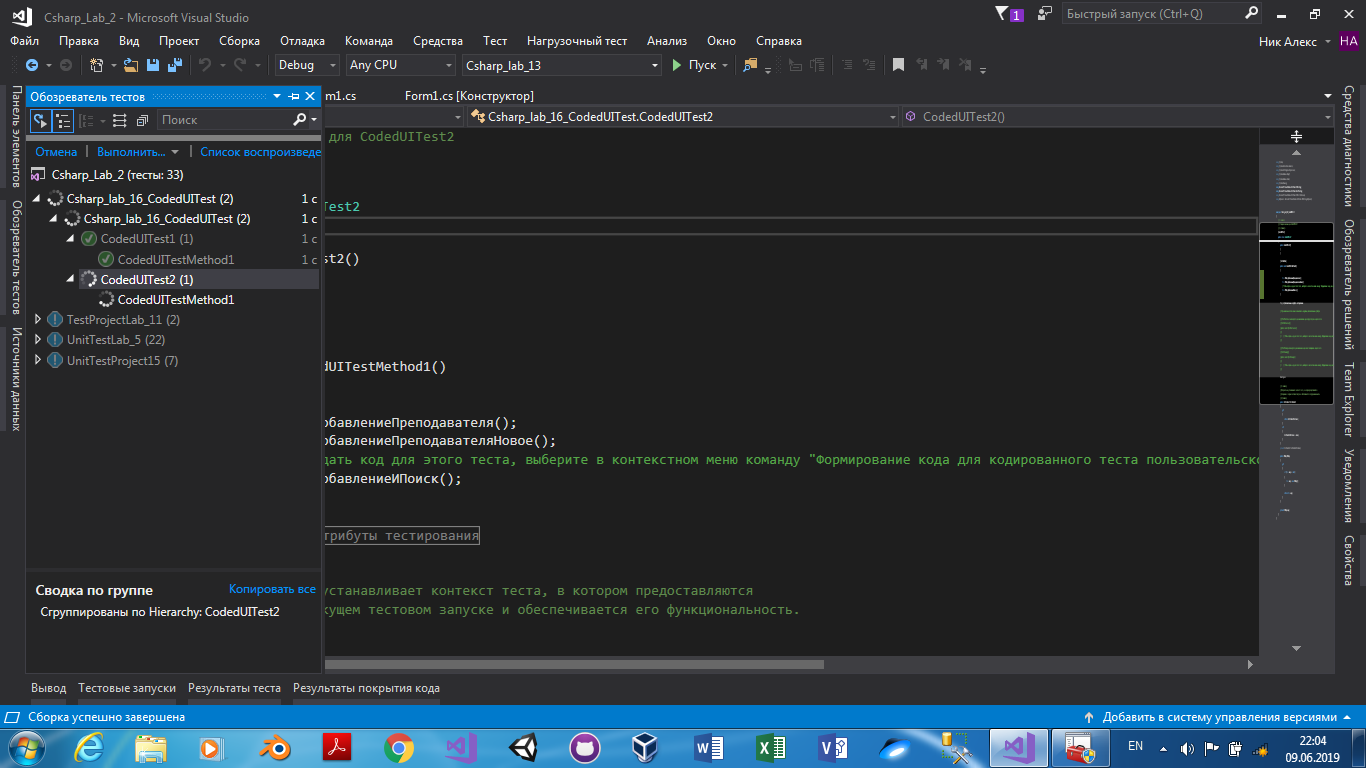 Csharp_Lab_2 - Microsoft Visual Studio
1
Быстрый запуск (Ctrl+Q)
Файл Правка Вид Проект Сборка Отладка Команда Средства Тест Нагрузочный тест Анализ Окно Справка
Ник Алекс НА
Debug Any CPU Csharp_lab_13 Пуск
Панель элементов
Обозреватель тестов
Источники данных
Обозреватель тестов
Поиск
Отмена Выполнить... Список воспроизведе
Csharp_Lab_2 (тесты: 33)
Csharp_lab_16_CodedUITest (2) 1 с
Csharp_lab_16_CodedUITest (2) 1 с
CodedUITest1 (1) 1 с
CodedUITestMethod1 1 с
CodedUITest2 (1)
CodedUITestMethod1
TestProjectLab_11 (2)
UnitTestLab_5 (22)
UnitTestProject15 (7)
Сводка по группе Копировать все
Сгруппированы по Hierarchy: CodedUITest2
m1.cs Form1.cs [Конструктор]
Csharp_lab_16_CodedUITest.CodedUITest2 CodedUITest2()
для CodedUITest2
Test2
st2()
dUITestMethod1()
обавлениеПреподавателя();
обавлениеПреподавателяНовое();
дать код для этого теста, выберите в контекстном меню команду "Формирование кода для кодированного теста пользовательско
обавлениеИПоиск();
трибуты тестирования
устанавливает контекст теста, в котором предоставляются
кущем тестовом запуске и обеспечивается его функциональность.
Средства диагностики
Обозреватель решений
Team Explorer
Уведомления
Свойства
Вывод Тестовые запуски Результаты теста Результаты покрытия кода
Сборка успешно завершена Добавить в систему управления версиями
EN
22:04
09.06.2019